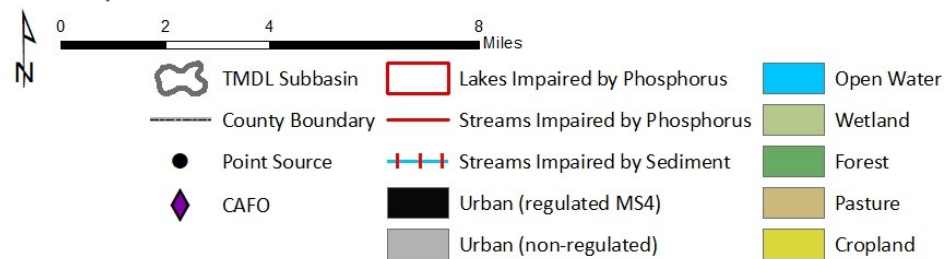 0 2 4 8
Miles
N
TMDL Subbasin Lakes Impaired by Phosphorus Open Water
County Boundary Streams Impaired by Phosphorus Wetland
Point Source Streams Impaired by Sediment Forest
CAFO Urban (regulated MS4) Pasture
Urban (non-regulated) Cropland